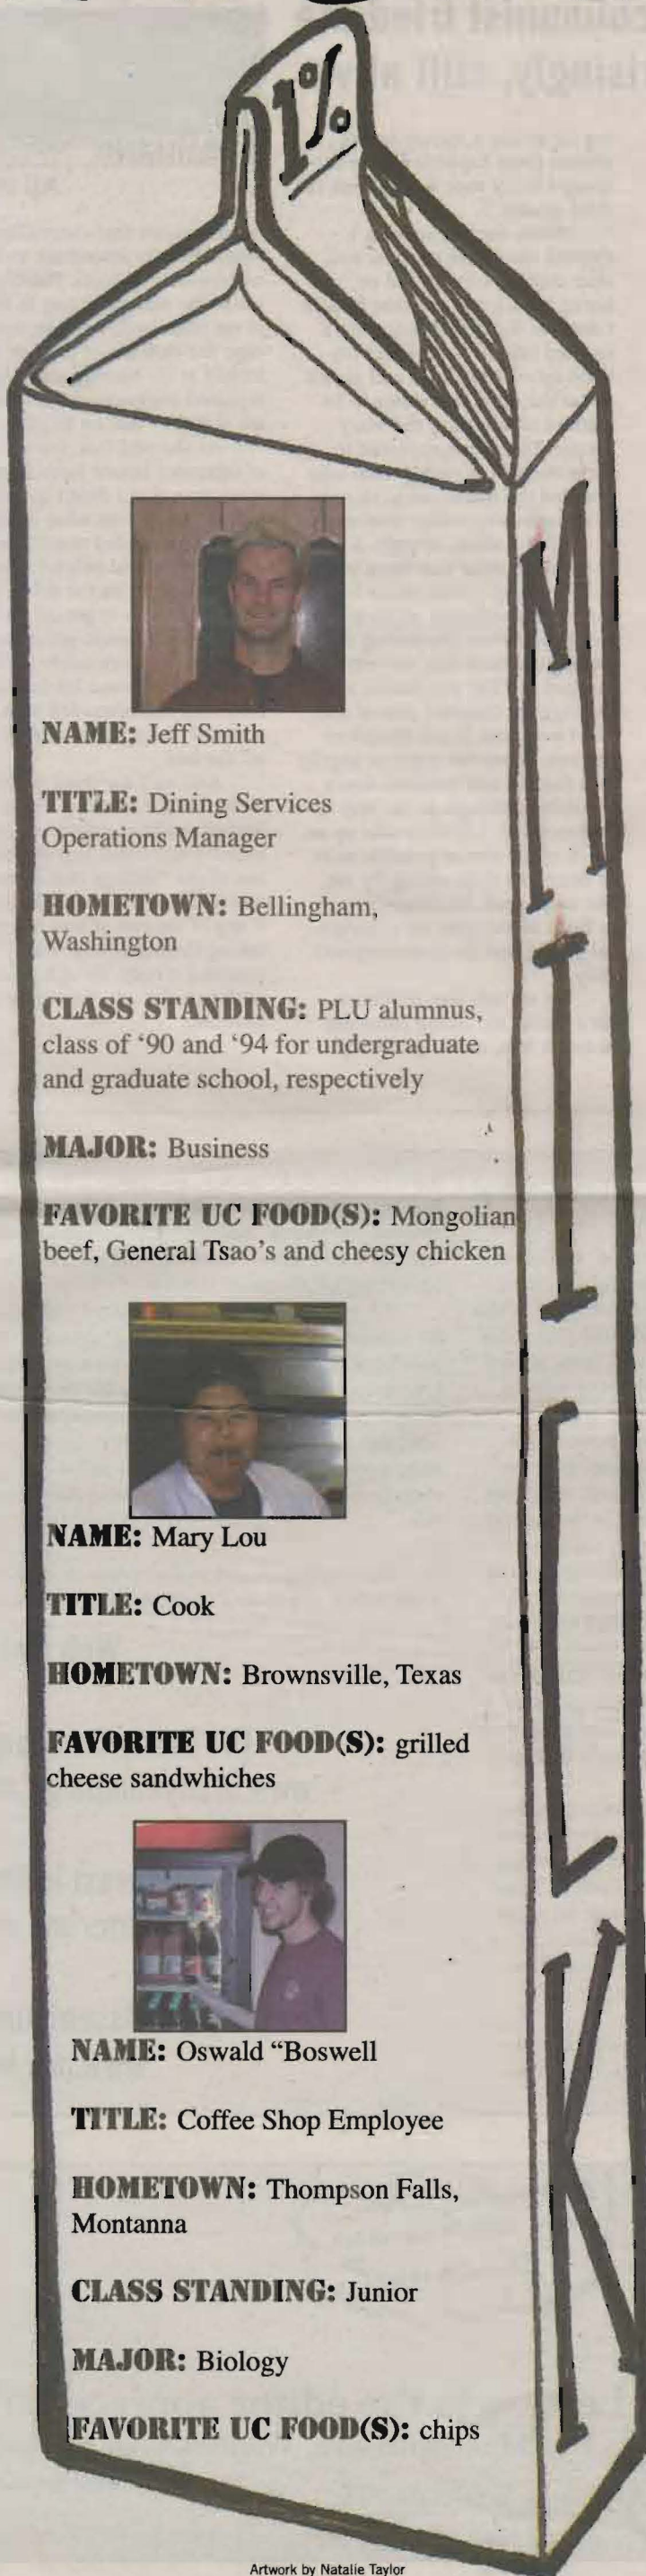 1%
MILK
NAME: Jeff Smith
TITLE: Dining Services
Operations Manager
HOMETOWN: Bellingham,
Washington
CLASS STANDING: PLU alumnus,
class of ‘90 and ‘94 for undergraduate
and graduate school, respectively
MAJOR: Business
FAVORITE UC FOOD(S): Mongolian
beef, General Tsao’s and cheesy chicken
NAME: Mary Lou
TITLE: Cook
HOMETOWN: Brownsville, Texas
FAVORITE UC FOOD(S): grilled
cheese sandwhiches
NAME: Oswald “Boswell
TITLE: Coffee Shop Employee
HOMETOWN: Thompson Falls,
Montanna
CLASS STANDING: Junior
MAJOR: Biology
FAVORITE UC FOOD(S): chips
Artwork by Natalie Taylor